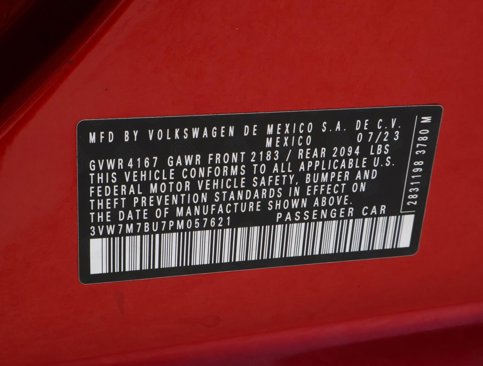 MFD BY VOLKSWAGEN DE MEXICO S.A. DE C.V.
MEXICO 07/23
GVWR 4167 GAWR FRONT 2183 / REAR 2094 LBS
THIS VEHICLE CONFORMS TO ALL APPLICABLE U.S.
FEDERAL MOTOR VEHICLE SAFETY, BUMPER AND
THEFT PREVENTION STANDARDS IN EFFECT ON
THE DATE OF MANUFACTURE SHOWN ABOVE.
3VW7M7BU7PM057621 PASSENGER CAR
2831198 3780 M